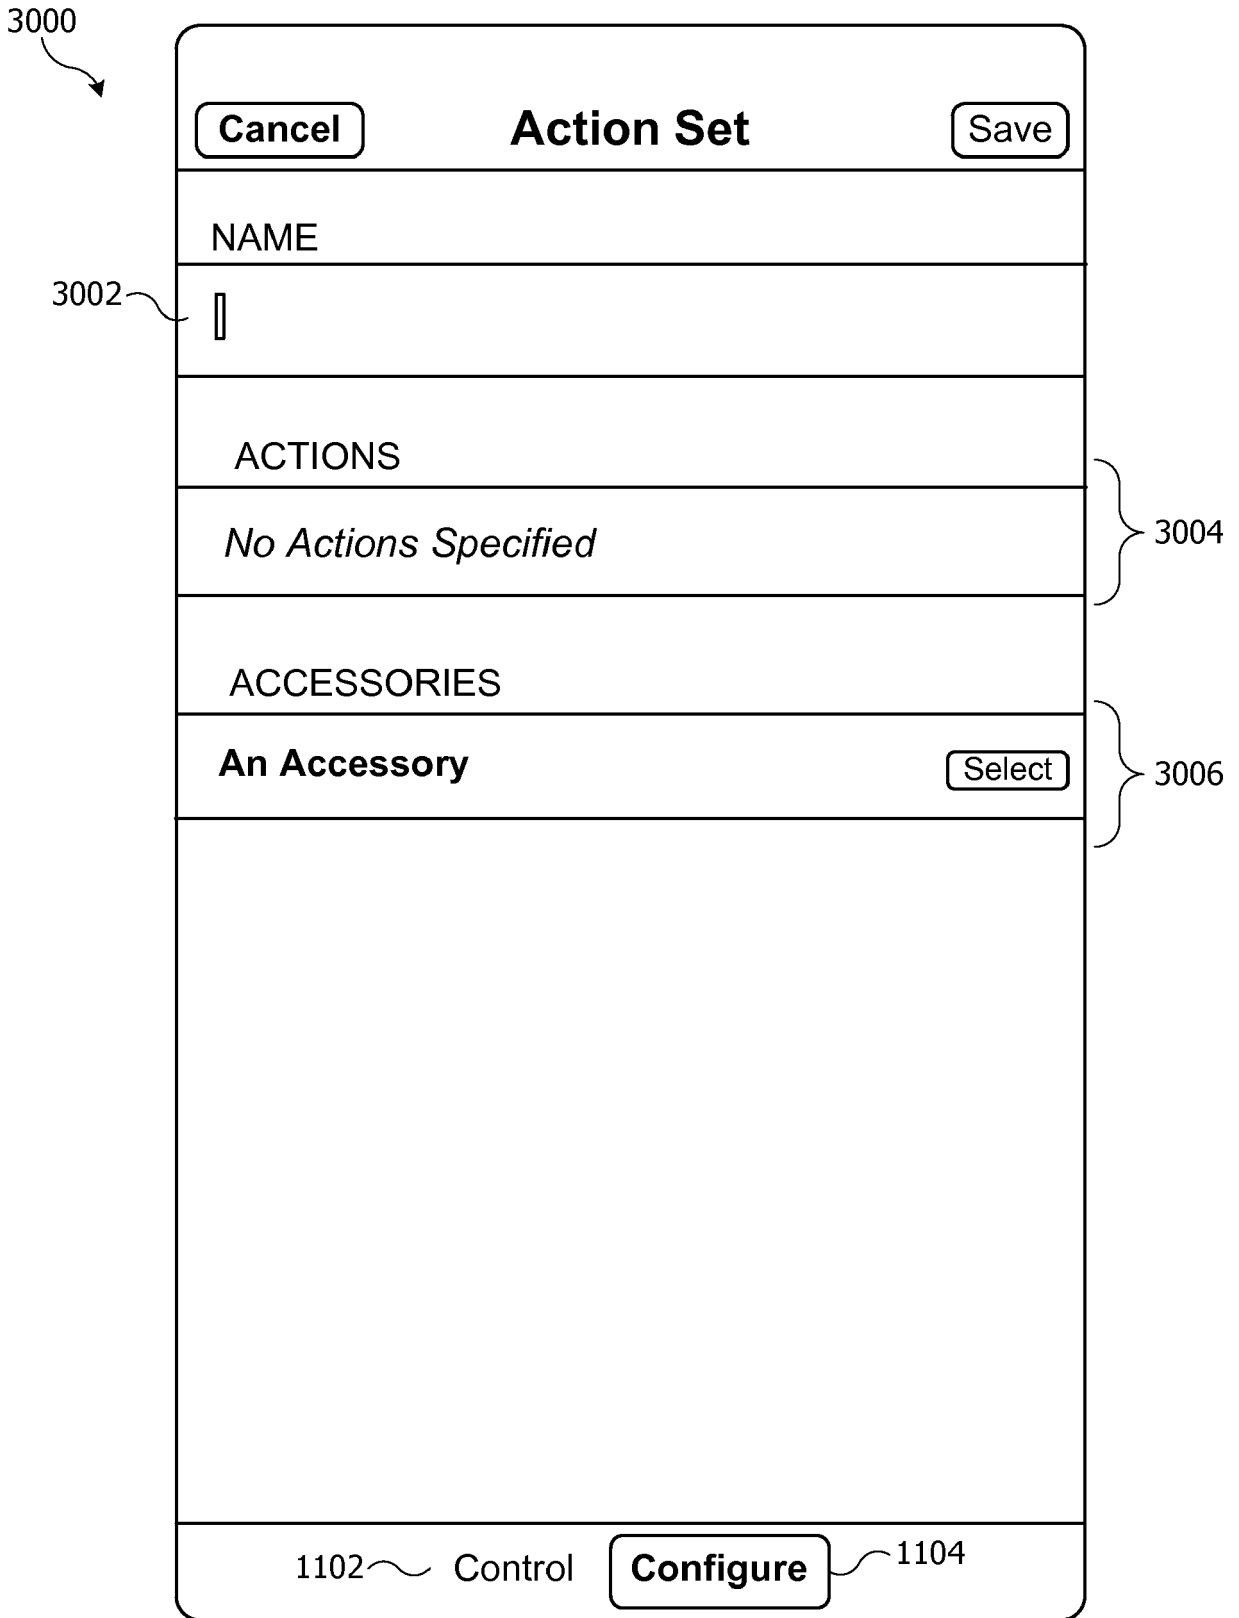 3000
Cancel Action Set Save
NAME
3002
ACTIONS
No Actions Specified
3004
ACCESSORIES
An Accessory Select
3006
1102 Control Configure 1104